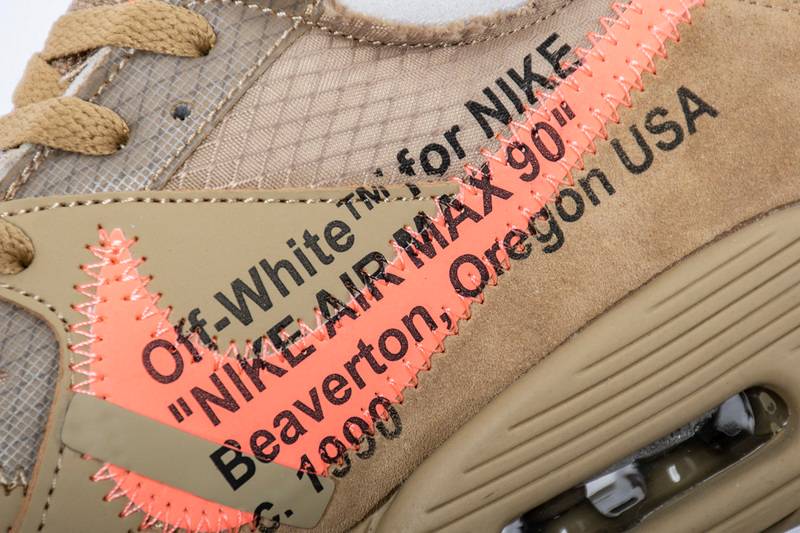 Off-White™ for NIKE
"NIKE AIR MAX 90"
Beaverton, Oregon USA
c. 1990